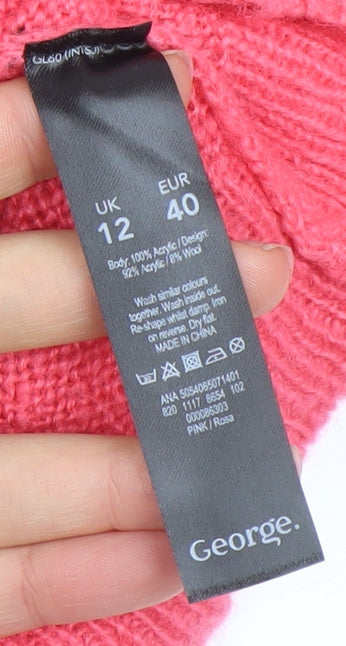 GL60 (INTS)
UK EUR
12 40
Body: 100% Acrylic / Design:
92% Acrylic / 8% Wool
Wash similar colours
together. Wash inside out.
Re-shape whilst damp. Iron
on reverse. Dry flat.
MADE IN CHINA
ANA 5054065071401
820 1117 8654 102
000086303
PINK / Rosa
George.